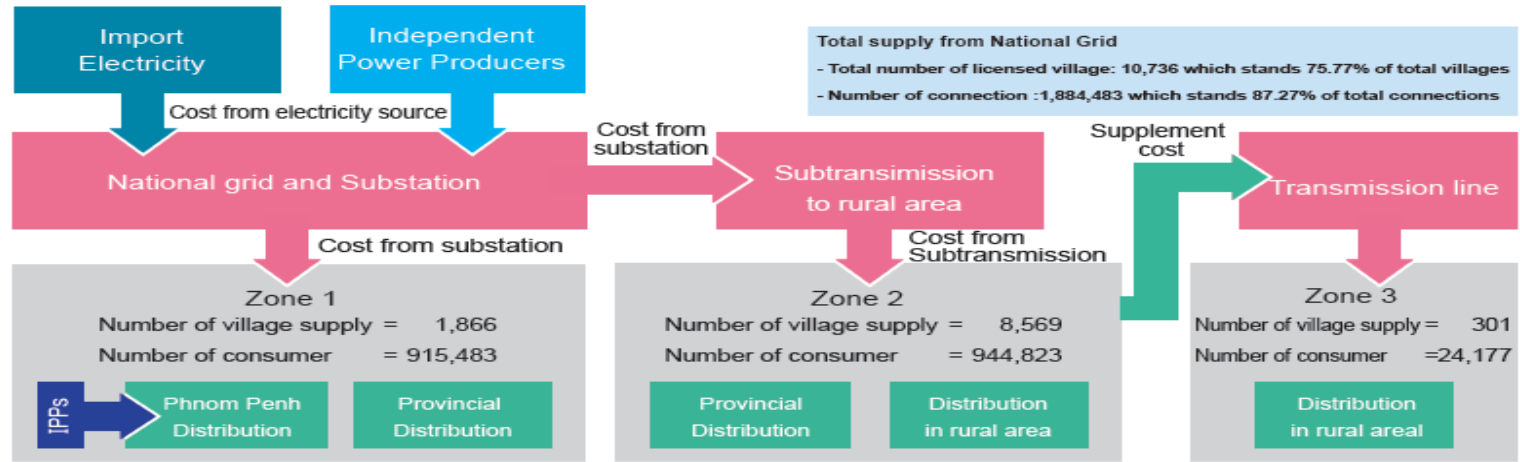 Import
Electricity
Independent
Power Producers
Total supply from National Grid
- Total number of licensed village: 10,736 which stands 75.77% of total villages
- Number of connection :1,884,483 which stands 87.27% of total connections
Cost from electricity source
Cost from
substation
Supplement
cost
National grid and Substation
Subtransimission
to rural area
Transmission line
Cost from substation
Cost from
Subtransmission
Zone 1
Number of village supply = 1,866
Number of consumer = 915,483
IPPs
Phnom Penh
Distribution
Provincial
Distribution
Zone 2
Number of village supply = 8,569
Number of consumer = 944,823
Provincial
Distribution
Distribution
in rural area
Zone 3
Number of village supply = 301
Number of consumer =24,177
Distribution
in rural areal